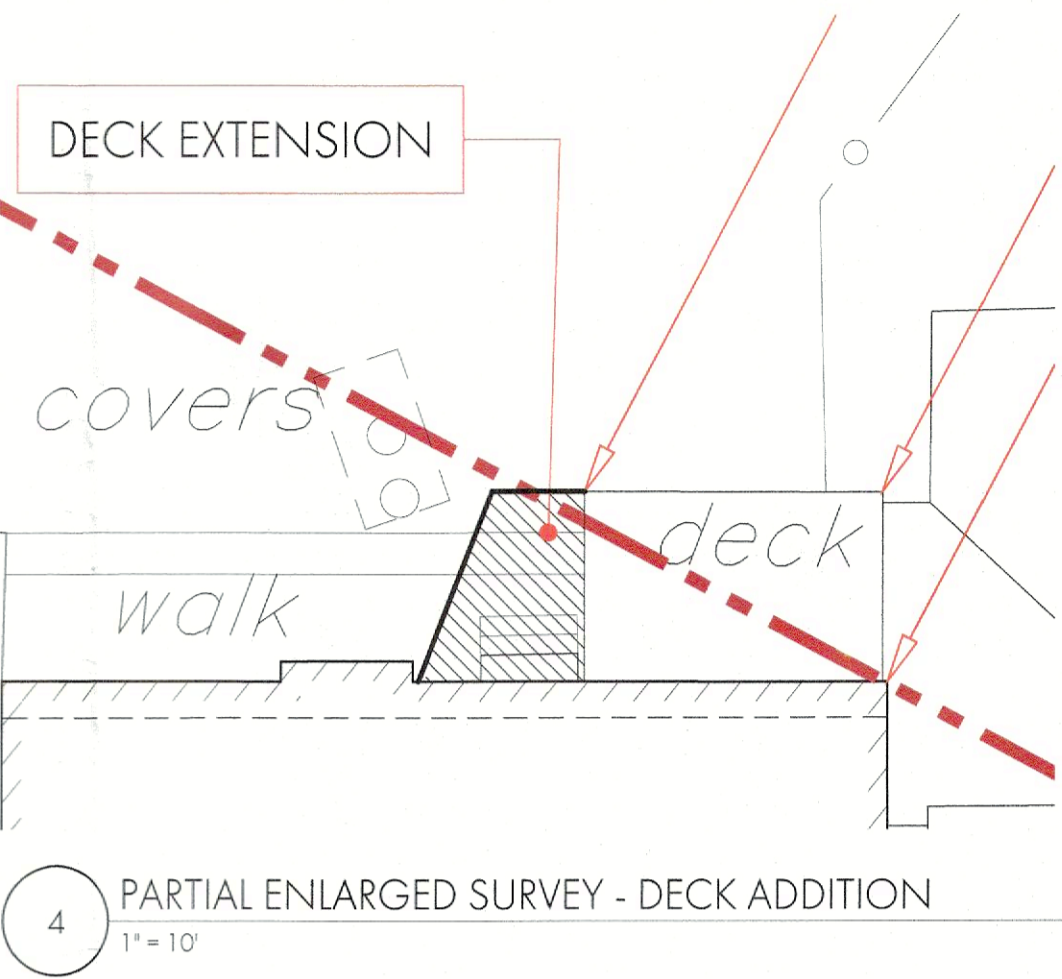 DECK EXTENSION
covers
deck
walk
4
PARTIAL ENLARGED SURVEY - DECK ADDITION
1" = 10'